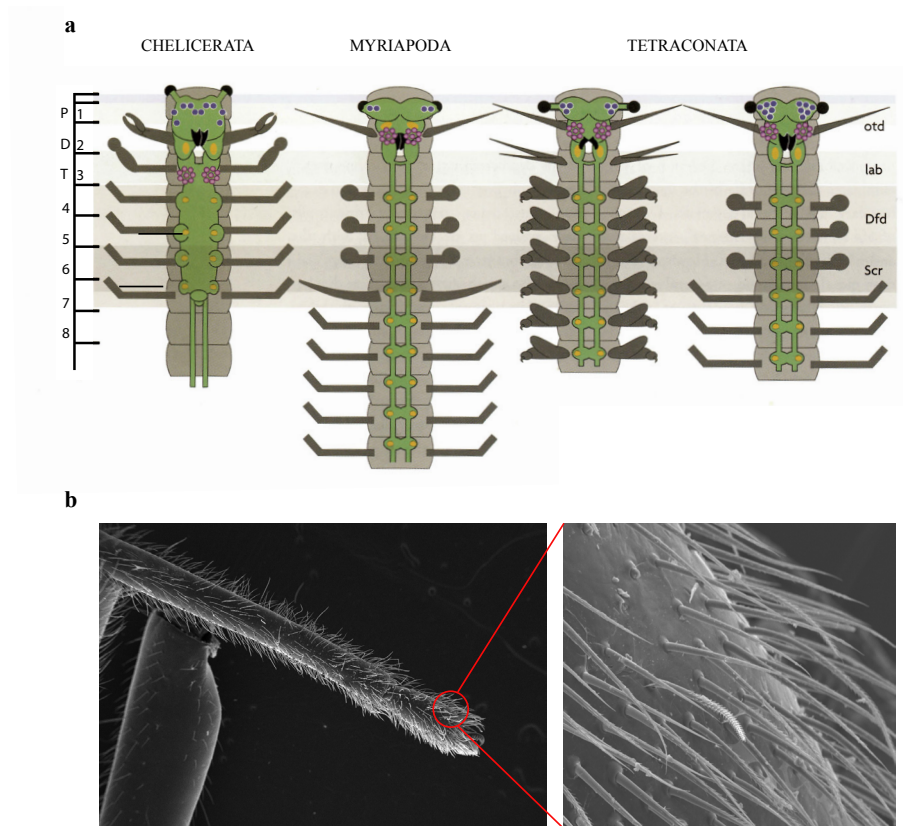 a
CHELICERATA
MYRIAPODA
TETRACONATA
P 1
D 2
T 3
4
5
6
7
8
otd
lab
Dfd
Scr
b